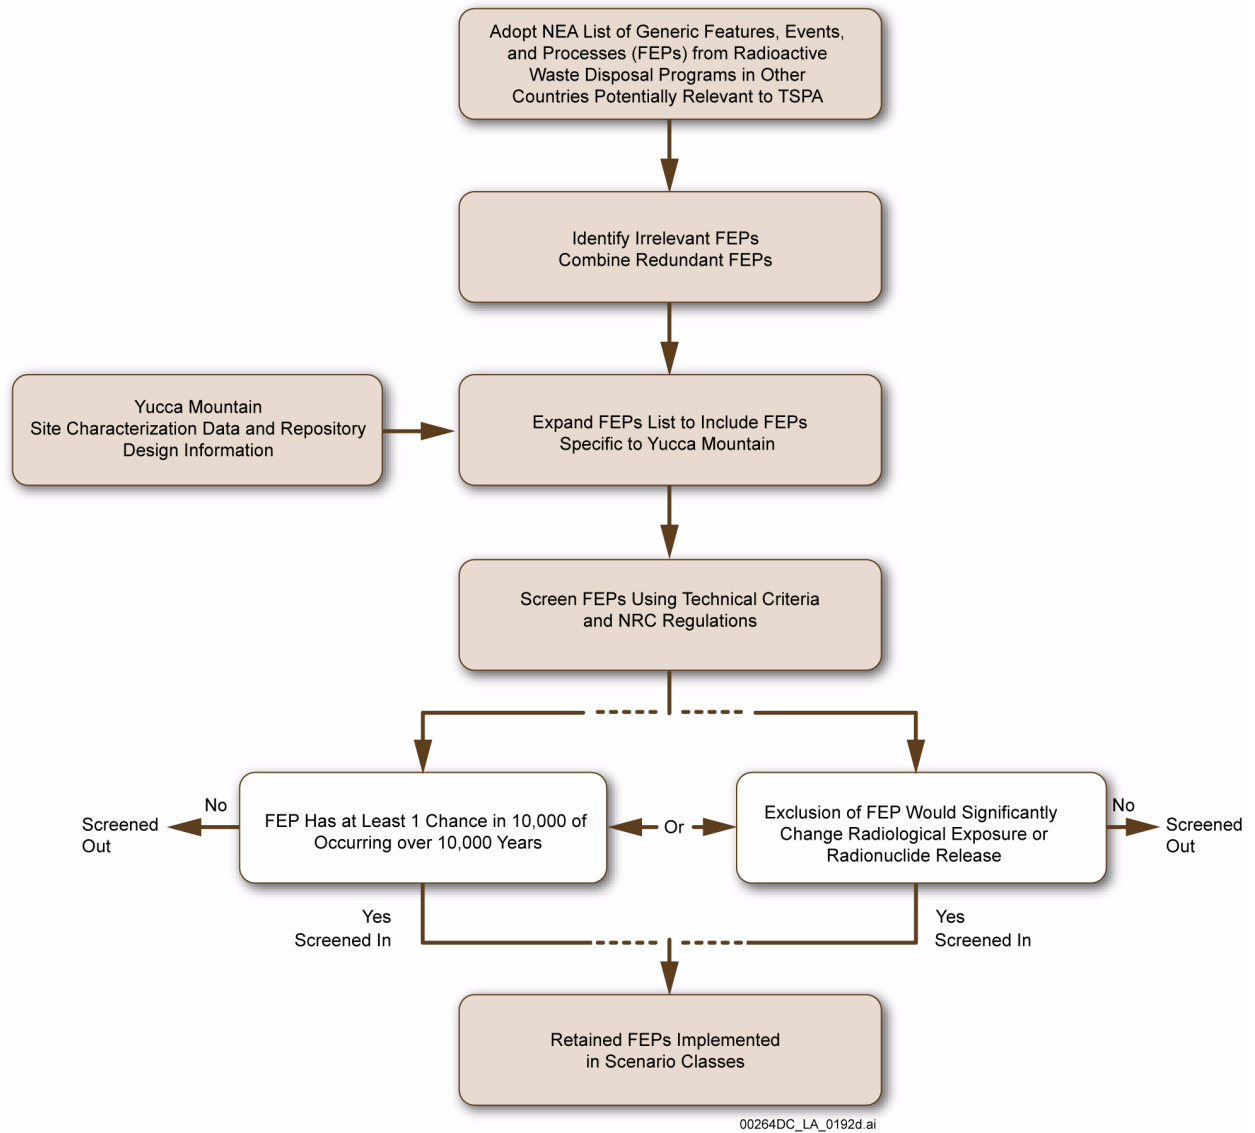 Adopt NEA List of Generic Features, Events,
and Processes (FEPs) from Radioactive
Waste Disposal Programs in Other
Countries Potentially Relevant to TSPA
Identify Irrelevant FEPs
Combine Redundant FEPs
Yucca Mountain
Site Characterization Data and Repository
Design Information
Expand FEPs List to Include FEPs
Specific to Yucca Mountain
Screen FEPs Using Technical Criteria
and NRC Regulations
Screened
Out
No
FEP Has at Least 1 Chance in 10,000 of
Occurring over 10,000 Years
Or
Exclusion of FEP Would Significantly
Change Radiological Exposure or
Radionuclide Release
No
Screened
Out
Yes
Screened In
Yes
Screened In
Retained FEPs Implemented
in Scenario Classes
00264DC_LA_0192d.ai